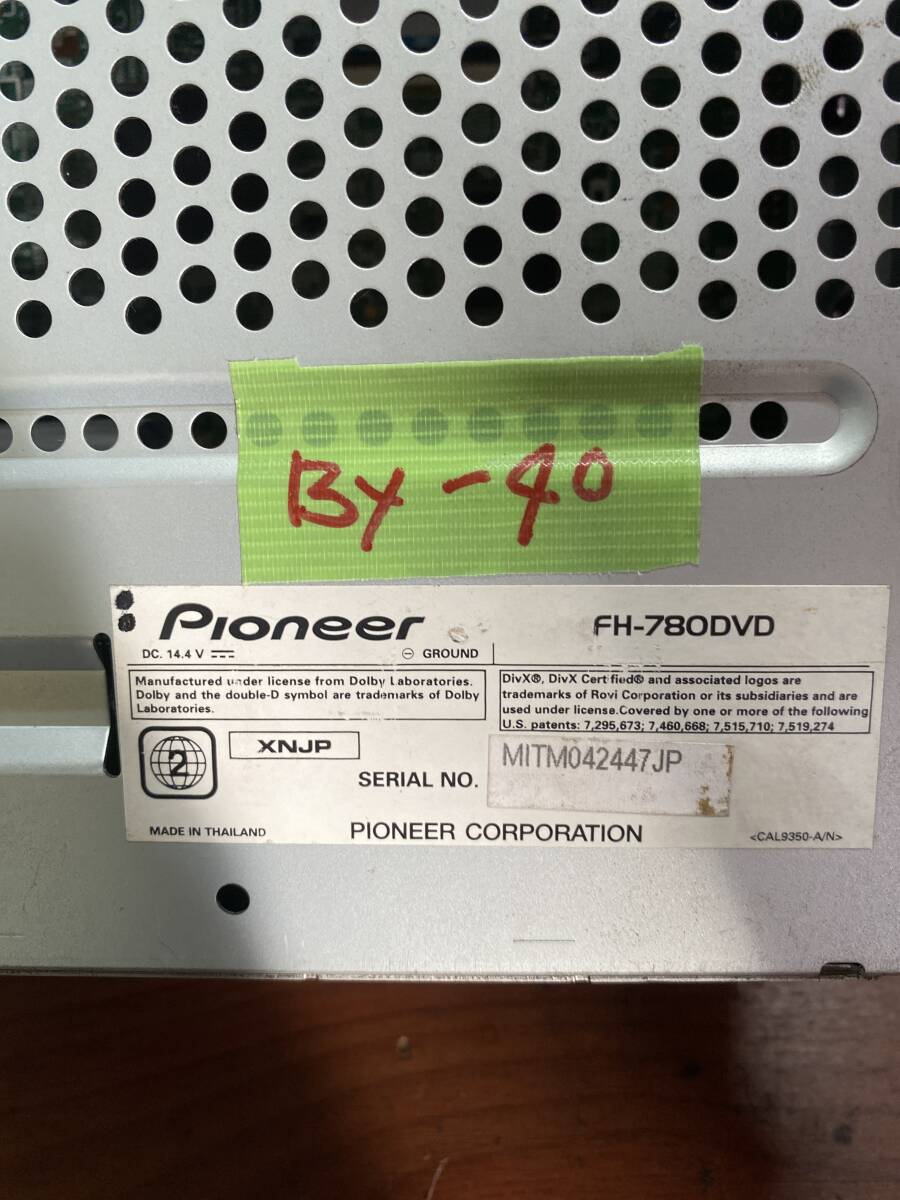 By-40
Pioneer
FH-780DVD
DC. 14.4 V
⊖ GROUND
Manufactured under license from Dolby Laboratories.
Dolby and the double-D symbol are trademarks of Dolby
Laboratories.
DivX®, DivX Certified® and associated logos are
trademarks of Rovi Corporation or its subsidiaries and are
used under license.Covered by one or more of the following
U.S. patents: 7,295,673; 7,460,668; 7,515,710; 7,519,274
2
XNJP
SERIAL NO.
MITM042447JP
MADE IN THAILAND
PIONEER CORPORATION
<CAL9350-A/N>